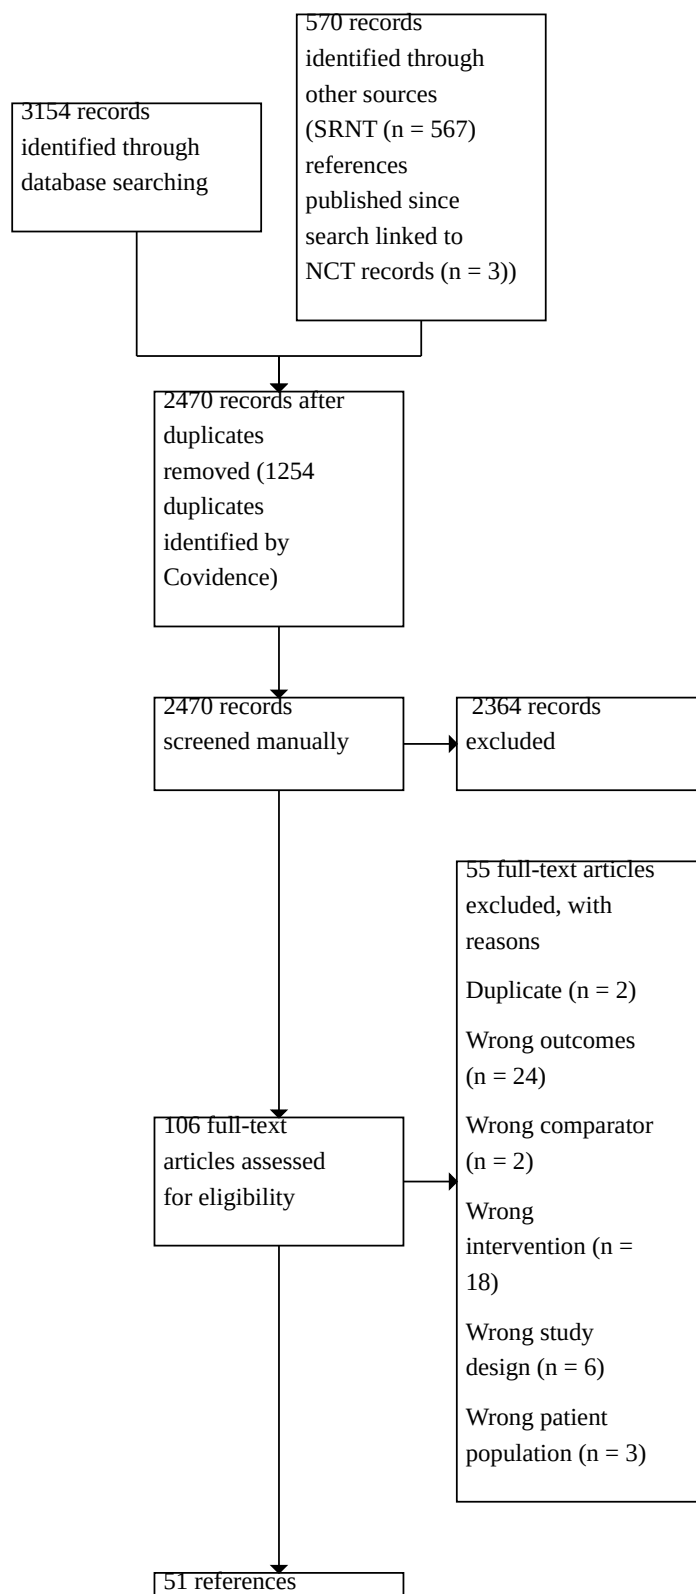 570 records
identified through
other sources
(SRNT (n = 567)
references
published since
search linked to
NCT records (n = 3))
3154 records
identified through
database searching
2470 records after
duplicates
removed (1254
duplicates
identified by
Covidence)
2470 records
screened manually
2364 records
excluded
55 full-text articles
excluded, with
reasons
Duplicate (n = 2)
Wrong outcomes
(n = 24)
Wrong comparator
(n = 2)
Wrong
intervention (n =
18)
Wrong study
design (n = 6)
Wrong patient
population (n = 3)
106 full-text
articles assessed
for eligibility
51 references